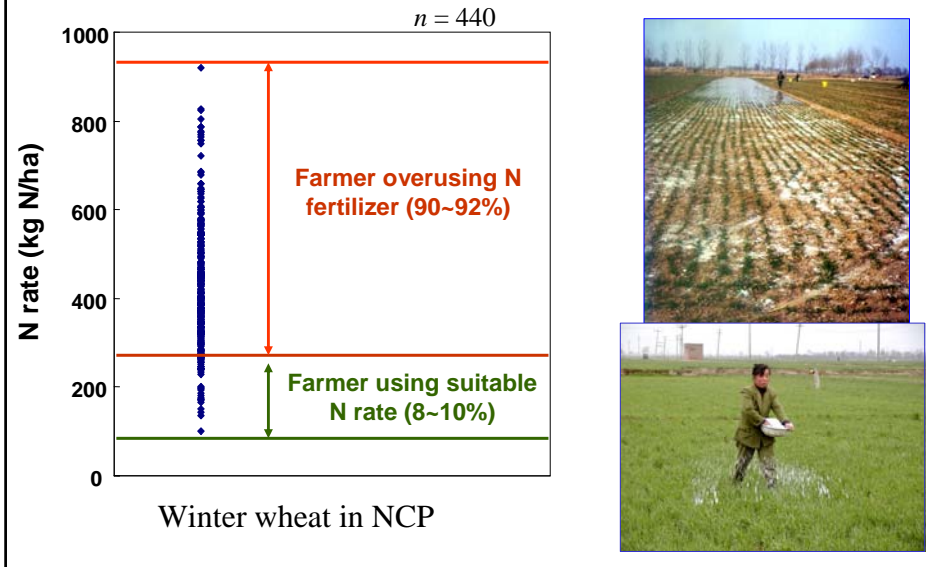 n = 440
1000
800
600
400
200
0
N rate (kg N/ha)
Farmer overusing N
fertilizer (90~92%)
Farmer using suitable
N rate (8~10%)
Winter wheat in NCP